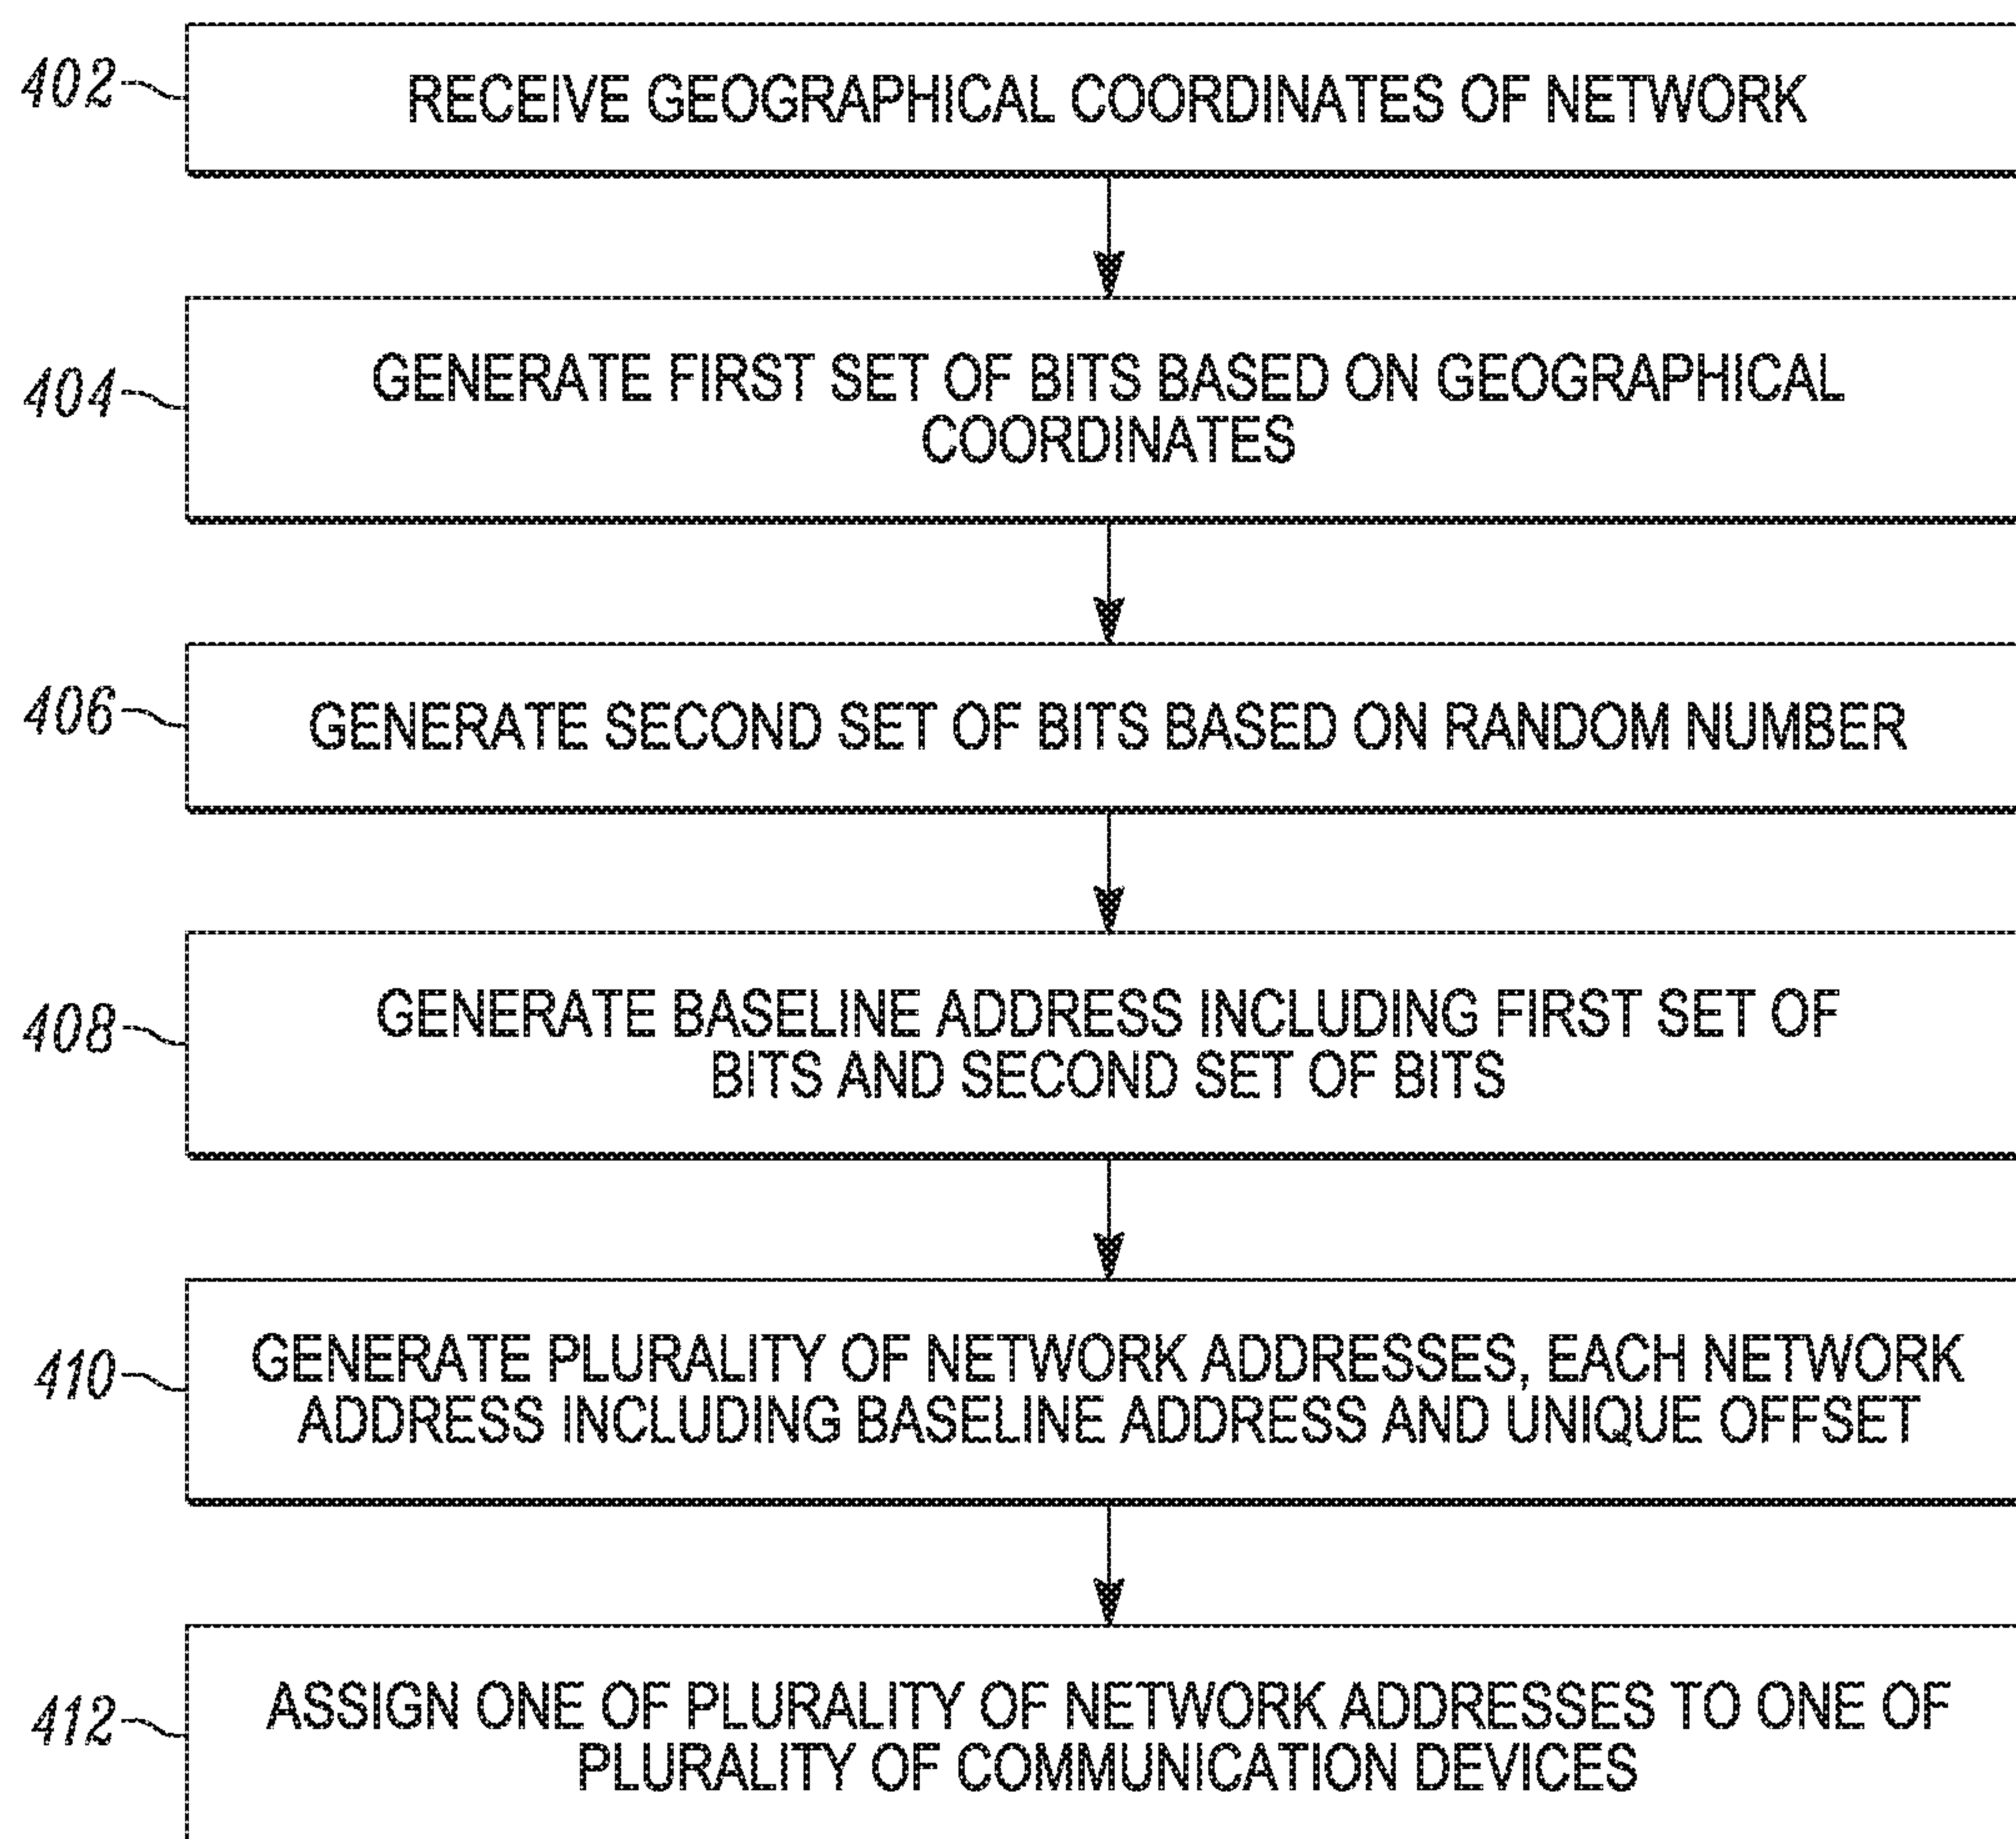 402
RECEIVE GEOGRAPHICAL COORDINATES OF NETWORK
404
GENERATE FIRST SET OF BITS BASED ON GEOGRAPHICAL
COORDINATES
406
GENERATE SECOND SET OF BITS BASED ON RANDOM NUMBER
408
GENERATE BASELINE ADDRESS INCLUDING FIRST SET OF
BITS AND SECOND SET OF BITS
410
GENERATE PLURALITY OF NETWORK ADDRESSES, EACH NETWORK
ADDRESS INCLUDING BASELINE ADDRESS AND UNIQUE OFFSET
412
ASSIGN ONE OF PLURALITY OF NETWORK ADDRESSES TO ONE OF
PLURALITY OF COMMUNICATION DEVICES